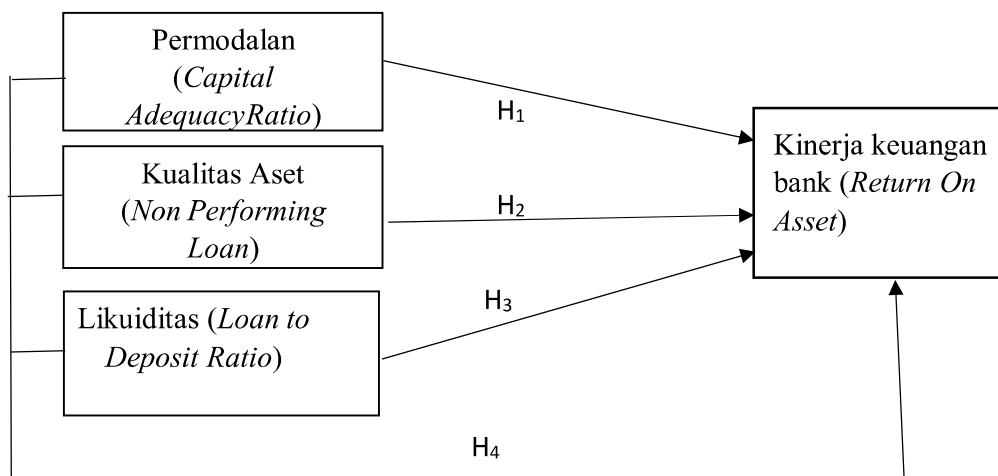 Permodalan
(Capital
AdequacyRatio)
H₁
Kualitas Aset
(Non Performing
Loan)
H₂
Likuiditas (Loan to
Deposit Ratio)
H₃
Kinerja keuangan
bank (Return On
Asset)
H₄